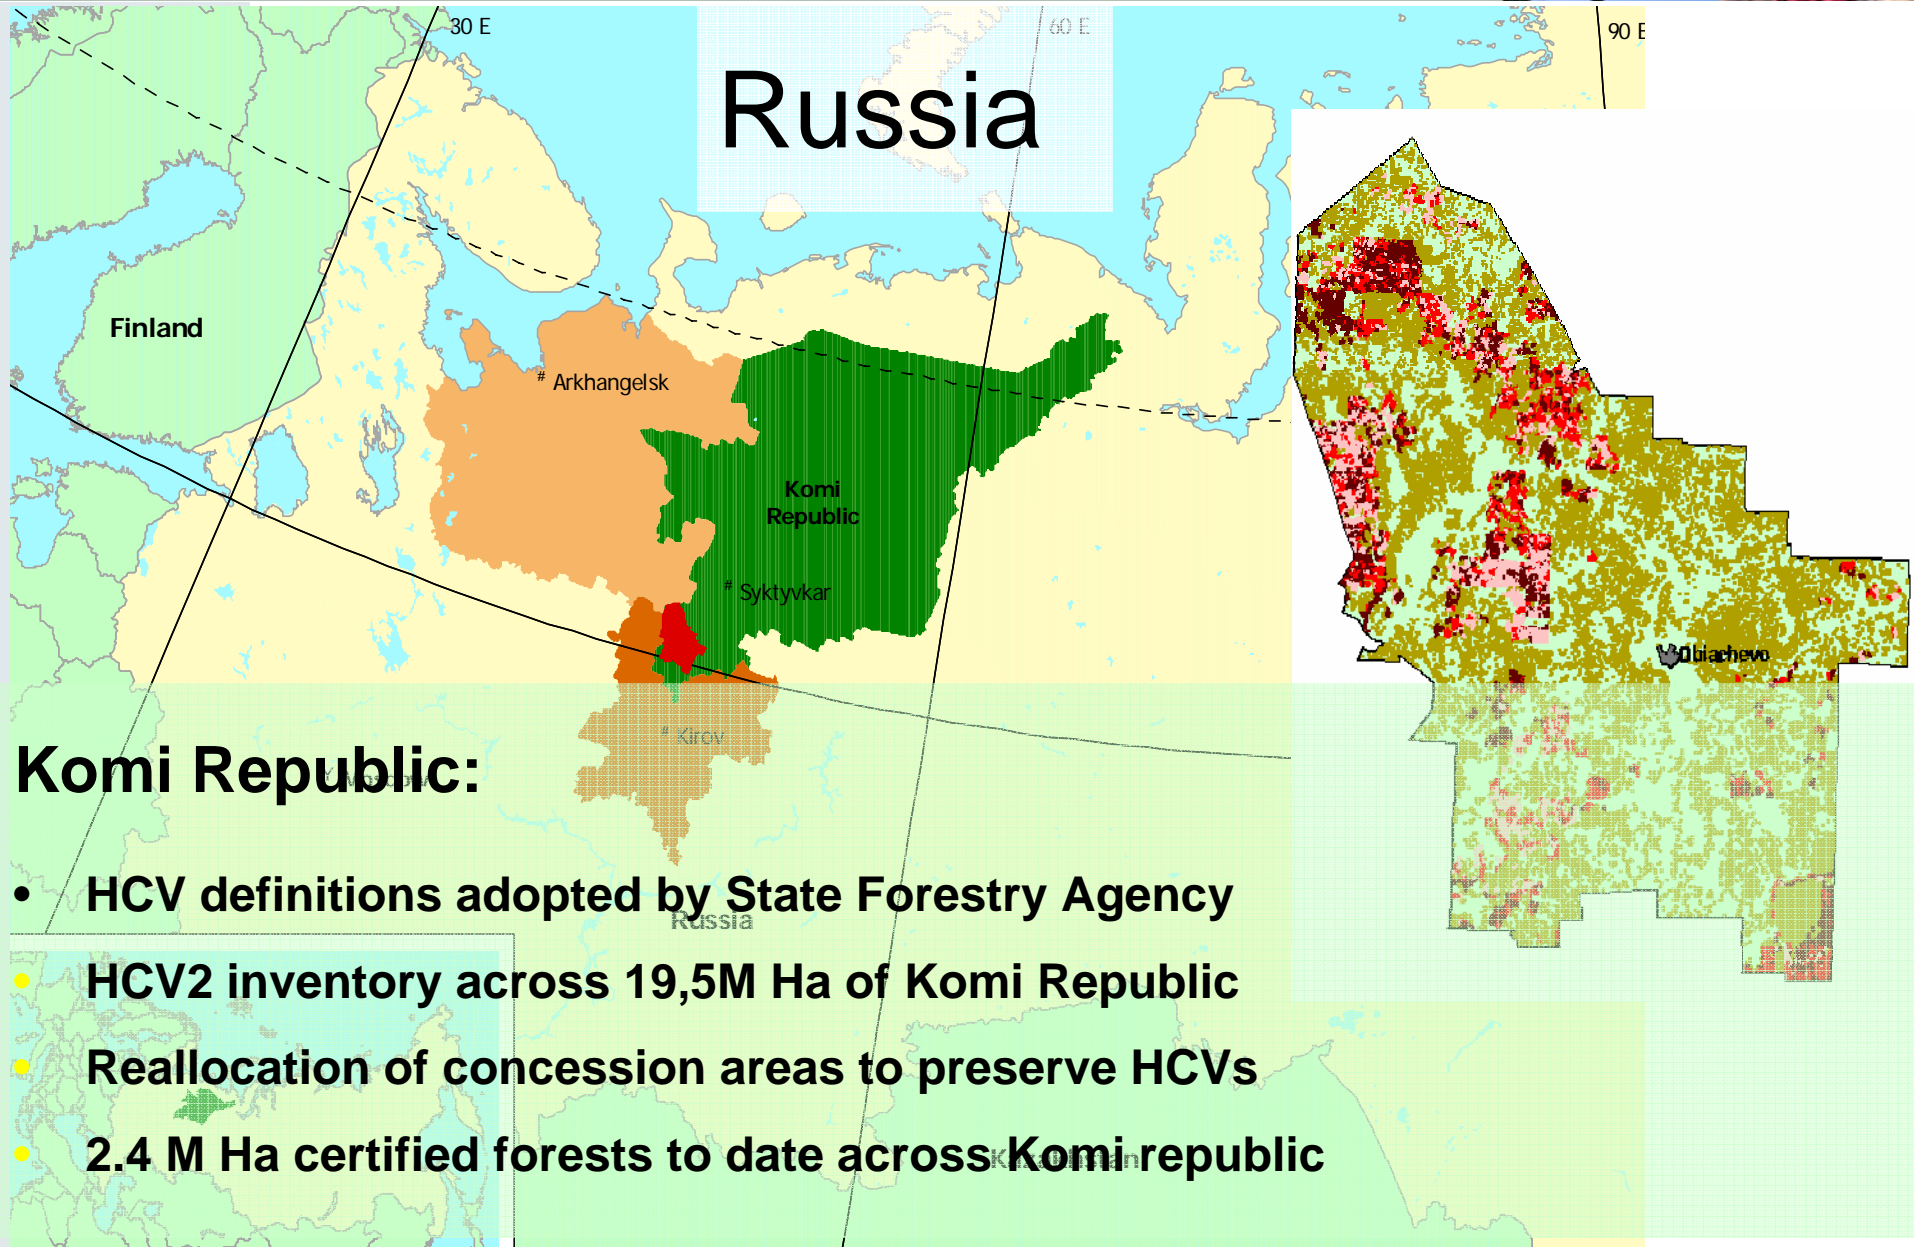 30 E
60 E
90 E
Russia
Finland
# Arkhangelsk
Komi
Republic
# Syktyvkar
# Kirov
Moscow
Komi Republic:
• HCV definitions adopted by State Forestry Agency
Russia
• HCV2 inventory across 19,5M Ha of Komi Republic
• Reallocation of concession areas to preserve HCVs
• 2.4 M Ha certified forests to date across Komi republic
Kazakhstan